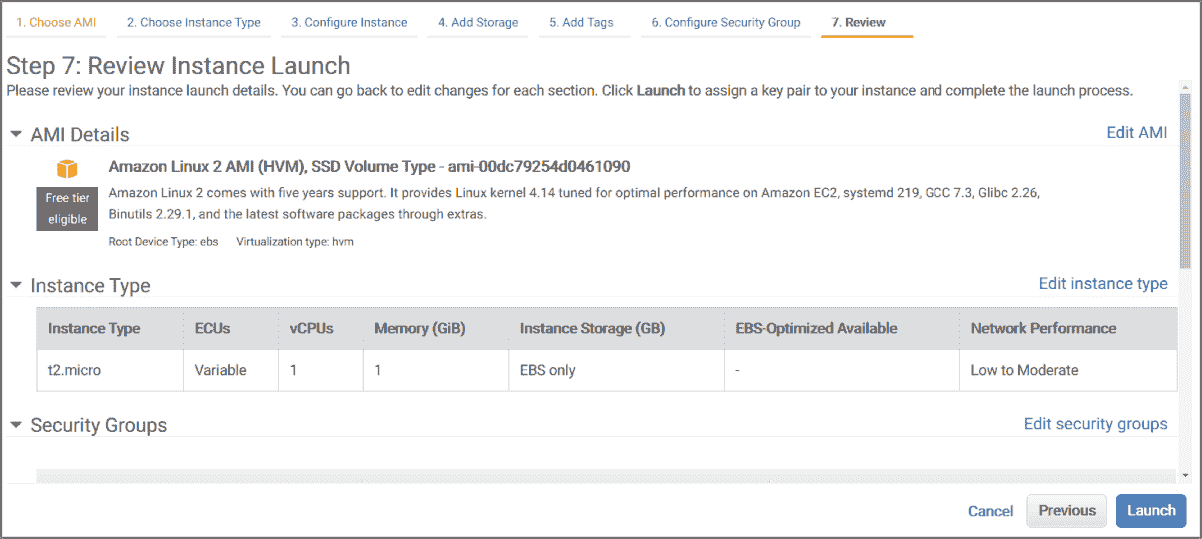 1. Choose AMI 2. Choose Instance Type 3. Configure Instance 4. Add Storage 5. Add Tags 6. Configure Security Group 7. Review
Step 7: Review Instance Launch
Please review your instance launch details. You can go back to edit changes for each section. Click Launch to assign a key pair to your instance and complete the launch process.
AMI Details Edit AMI
Amazon Linux 2 AMI (HVM), SSD Volume Type - ami-00dc79254d0461090
Free tier eligible
Amazon Linux 2 comes with five years support. It provides Linux kernel 4.14 tuned for optimal performance on Amazon EC2, systemd 219, GCC 7.3, Glibc 2.26,
Binutils 2.29.1, and the latest software packages through extras.
Root Device Type: ebs Virtualization type: hvm
Instance Type Edit instance type
Instance Type ECUs vCPUs Memory (GiB) Instance Storage (GB) EBS-Optimized Available Network Performance
t2.micro Variable 1 1 EBS only - Low to Moderate
Security Groups Edit security groups
Cancel Previous Launch